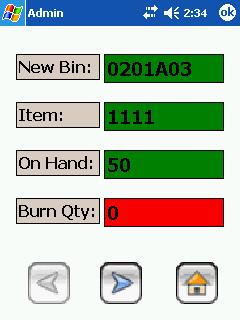 Admin 2:34 ok
New Bin: 0201A03
Item: 1111
On Hand: 50
Burn Qty: 0